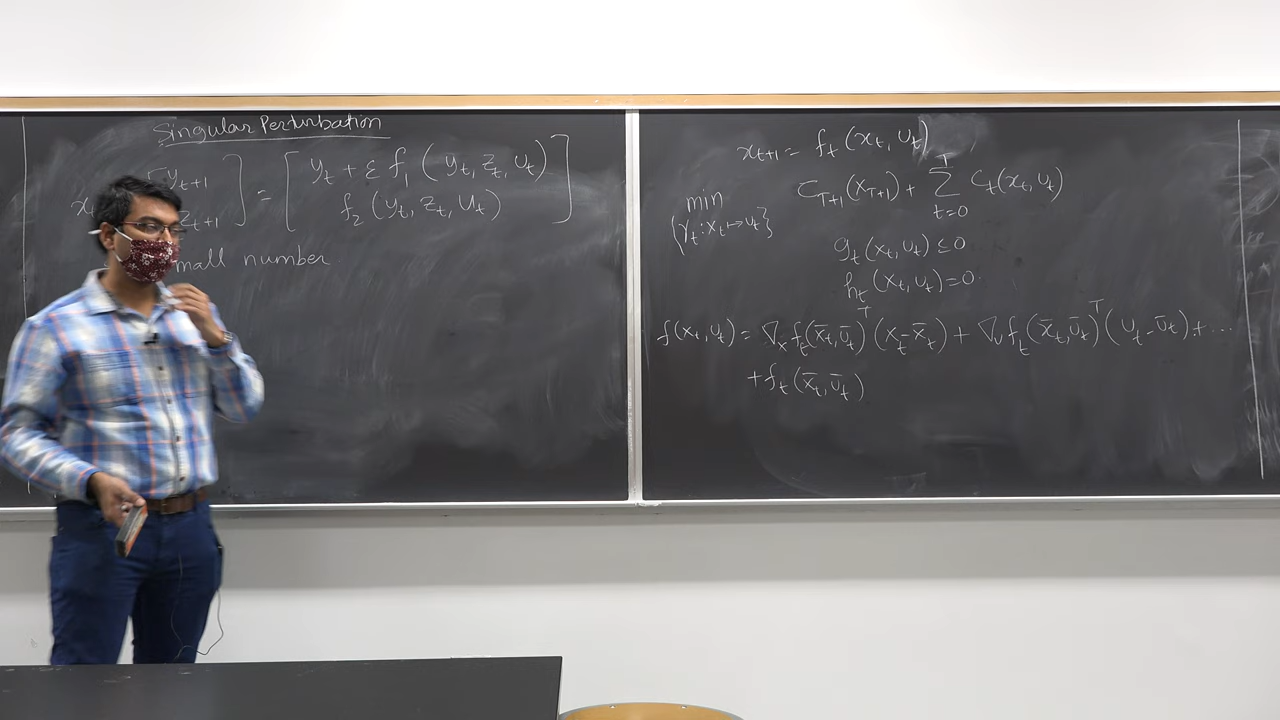 Singular Perturbation
x [ y_{t+1} ] = [ y_t + ε f_1 (y_t, z_t, u_t) ]
z_{t+1} ] [ f_2 (y_t, z_t, u_t) ]
mall number
x_{t+1} = f_t (x_t, u_t)
min C_{T+1}(x_{T+1}) + Σ_{t=0}^{T} C_t(x_t, u_t)
{γ_t : x_t ↦ u_t}
g_t (x_t, u_t) ≤ 0
h_t (x_t, u_t) = 0
f(x_t, u_t) = ∇_x f_t(x̄_t, ū_t)^T (x_t - x̄_t) + ∇_u f_t(x̄_t, ū_t)^T (u_t - ū_t) + ...
+ f_t (x̄_t, ū_t)